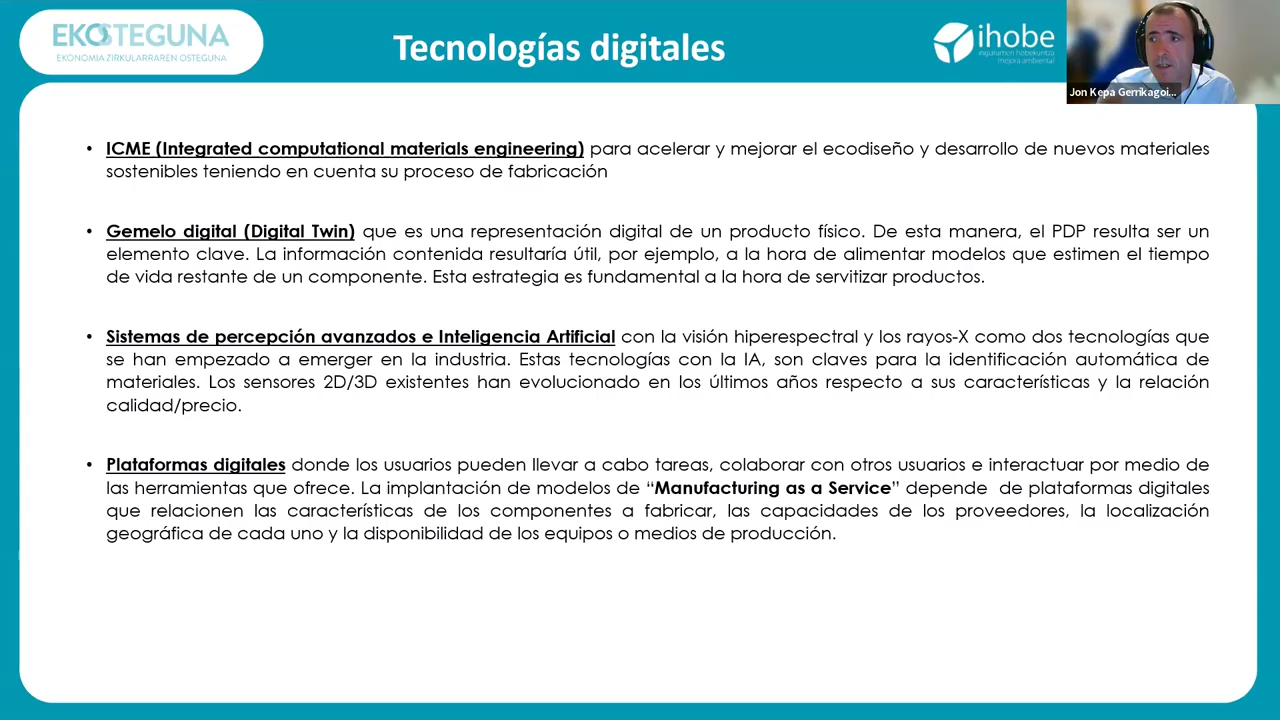 EKOSTEGUNA
EKONOMIA ZIRKULARRAREN OSTEGUNA
Tecnologías digitales
ihobe
ingurumen hobekuntza
mejora ambiental
Jon Kepa Gerrikagoi...
• ICME (Integrated computational materials engineering) para acelerar y mejorar el ecodiseño y desarrollo de nuevos materiales
sostenibles teniendo en cuenta su proceso de fabricación
• Gemelo digital (Digital Twin) que es una representación digital de un producto físico. De esta manera, el PDP resulta ser un
elemento clave. La información contenida resultaría útil, por ejemplo, a la hora de alimentar modelos que estimen el tiempo
de vida restante de un componente. Esta estrategia es fundamental a la hora de servitizar productos.
• Sistemas de percepción avanzados e Inteligencia Artificial con la visión hiperespectral y los rayos-X como dos tecnologías que
se han empezado a emerger en la industria. Estas tecnologías con la IA, son claves para la identificación automática de
materiales. Los sensores 2D/3D existentes han evolucionado en los últimos años respecto a sus características y la relación
calidad/precio.
• Plataformas digitales donde los usuarios pueden llevar a cabo tareas, colaborar con otros usuarios e interactuar por medio de
las herramientas que ofrece. La implantación de modelos de “Manufacturing as a Service” depende de plataformas digitales
que relacionen las características de los componentes a fabricar, las capacidades de los proveedores, la localización
geográfica de cada uno y la disponibilidad de los equipos o medios de producción.